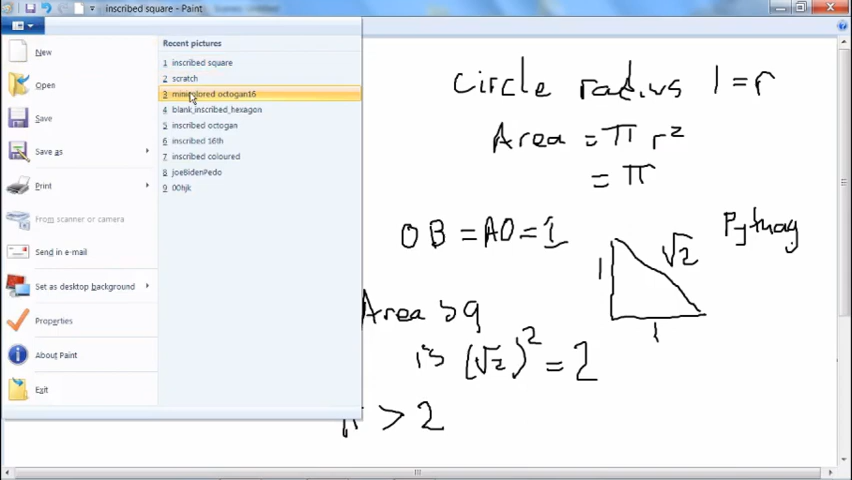 inscribed square - Paint
New
Open
Save
Save as
Print
From scanner or camera
Send in e-mail
Set as desktop background
Properties
About Paint
Exit
Recent pictures
1 inscribed square
2 scratch
3 minicolored octogan16
4 blank_inscribed_hexagon
5 inscribed octogan
6 inscribed 16th
7 inscribed coloured
8 joeBidenPedo
9 00hjk
circle radius 1 = r
Area = π r²
= π
OB = AO = 1
Pythag
1
√2
1
Area sq
is (√2)² = 2
> 2